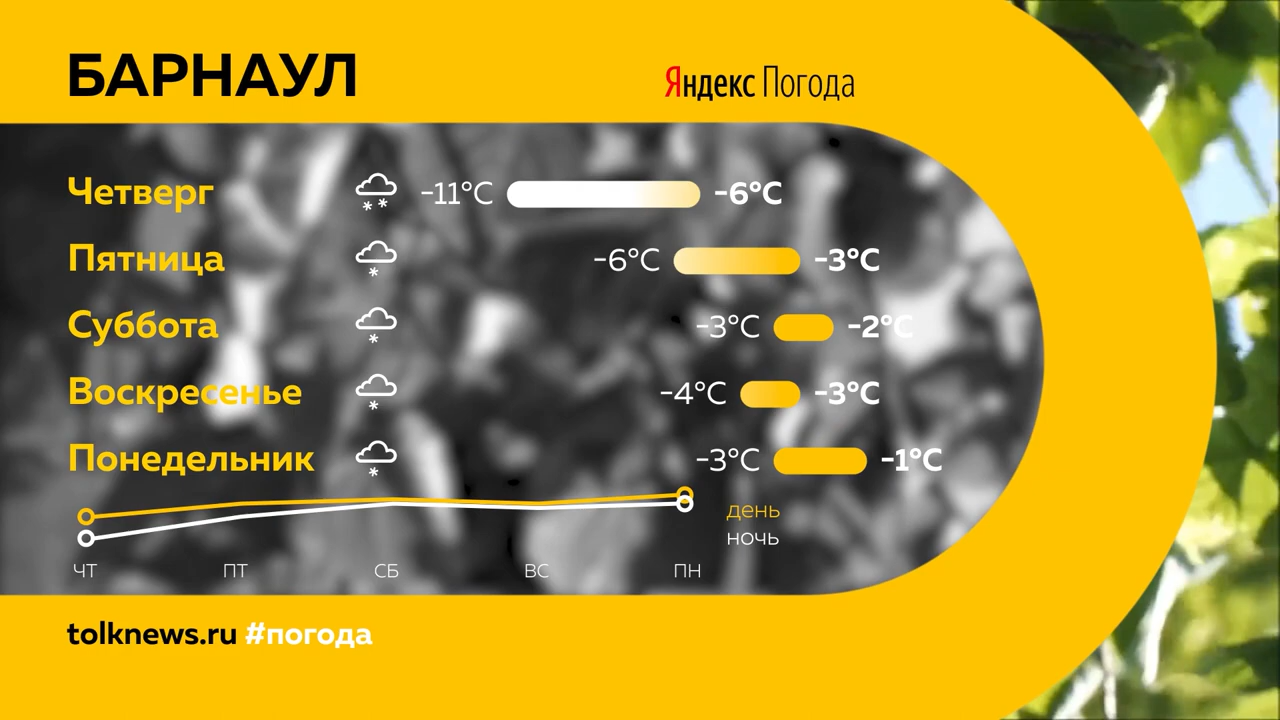 БАРНАУЛ
Яндекс Погода
Четверг -11°C -6°C
Пятница -6°C -3°C
Суббота -3°C -2°C
Воскресенье -4°C -3°C
Понедельник -3°C -1°C
день
ночь
ЧТ ПТ СБ ВС ПН
tolknews.ru #погода